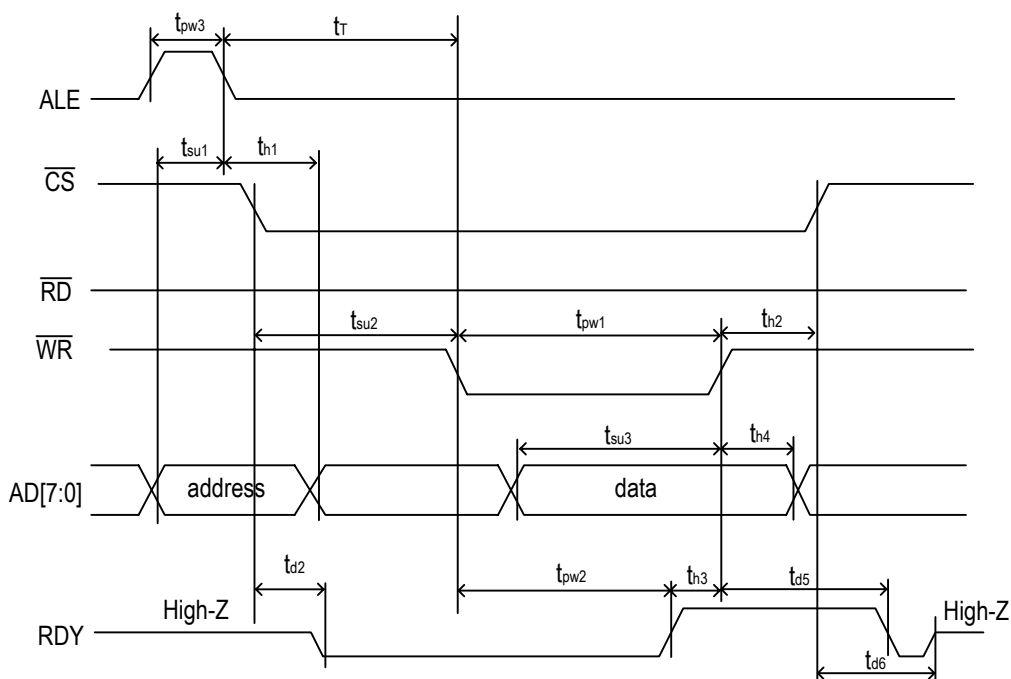 tpw3
tT
ALE
tsu1
th1
CS
RD
tsu2
tpw1
th2
WR
tsu3
th4
AD[7:0]
address
data
td2
tpw2
th3
td5
High-Z
High-Z
RDY
td6